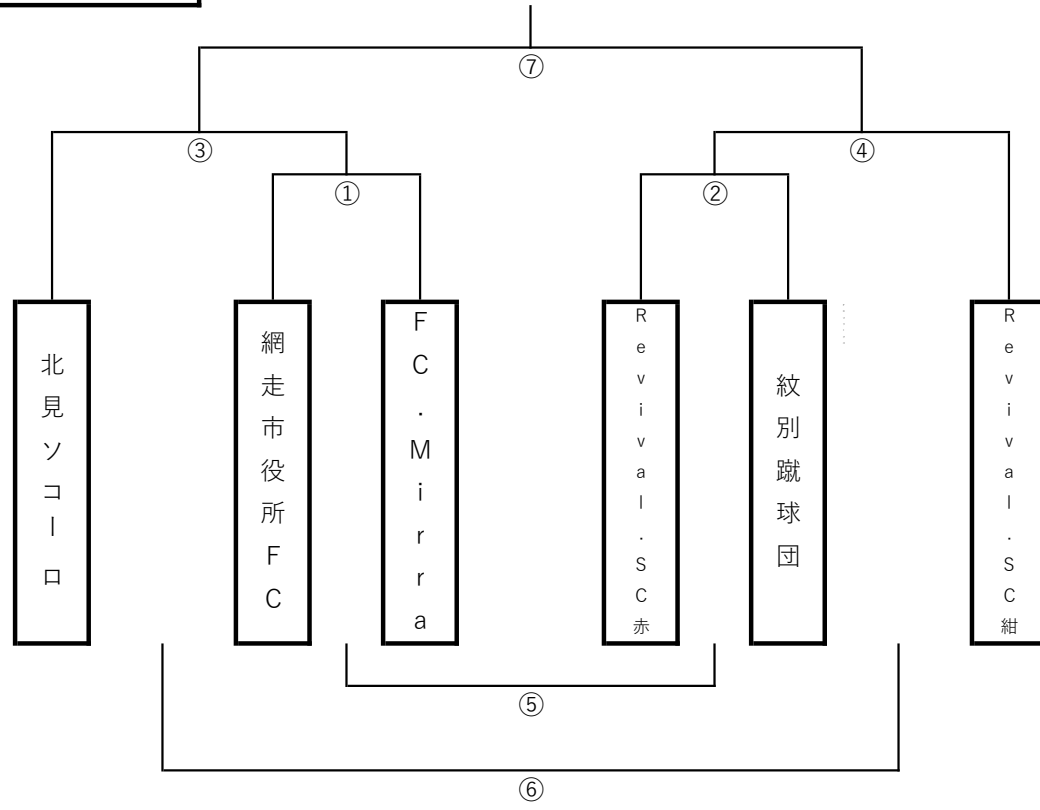 ⑦
③
④
①
②
北見ソコーロ
網走市役所FC
FC.Mirra
Revival.SC赤
紋別蹴球団
Revival.SC紺
⑤
⑥